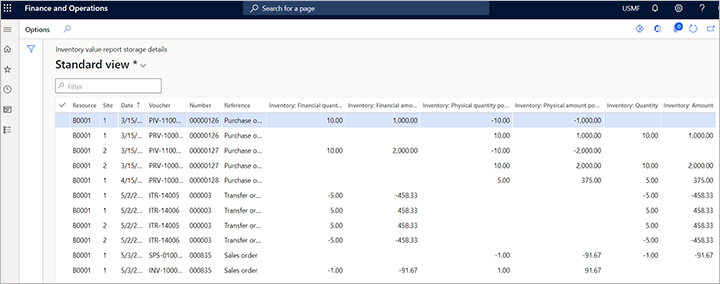 Finance and Operations Search for a page USMF ?
Options 0
Inventory value report storage details
Standard view *
Filter
Resource Site Date ↑ Voucher Number Reference Inventory: Financial quant... Inventory: Financial amo... Inventory: Physical quantity po... Inventory: Physical amount pos... Inventory: Quantity Inventory: Amount
B0001 1 3/15/... PIV-1100... 00000126 Purchase o... 10.00 1,000.00 -10.00 -1,000.00
B0001 1 3/15/... PRV-1000... 00000126 Purchase o... 10.00 1,000.00 10.00 1,000.00
B0001 2 3/15/... PIV-1100... 00000127 Purchase o... 10.00 2,000.00 -10.00 -2,000.00
B0001 2 3/15/... PRV-1000... 00000127 Purchase o... 10.00 2,000.00 10.00 2,000.00
B0001 1 4/15/... PRV-1000... 00000128 Purchase o... 5.00 375.00 5.00 375.00
B0001 1 5/2/2... ITR-14005 000003 Transfer or... -5.00 -458.33 -5.00 -458.33
B0001 1 5/2/2... ITR-14006 000003 Transfer or... 5.00 458.33 5.00 458.33
B0001 2 5/2/2... ITR-14005 000003 Transfer or... 5.00 458.33 5.00 458.33
B0001 2 5/2/2... ITR-14006 000003 Transfer or... -5.00 -458.33 -5.00 -458.33
B0001 1 5/3/2... SPS-0100... 000835 Sales order -1.00 -91.67 -1.00 -91.67
B0001 1 5/3/2... INV-1000... 000835 Sales order -1.00 -91.67 1.00 91.67